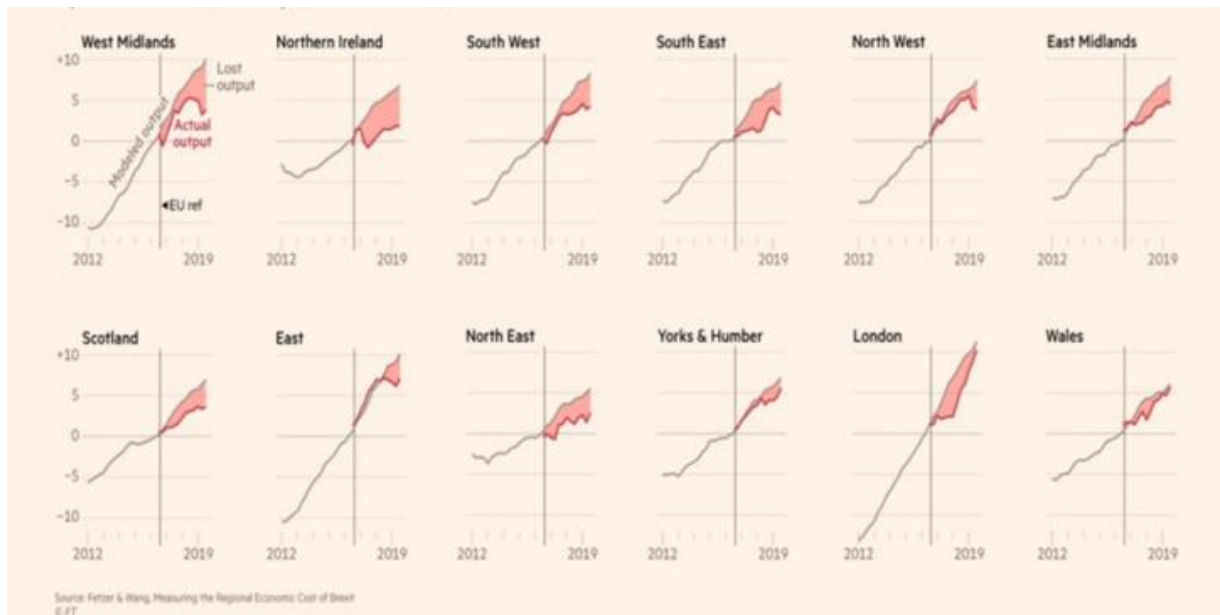 West Midlands
Northern Ireland
South West
South East
North West
East Midlands
+10
5
0
−5
−10
Lost
output
Modeled output
Actual
output
◄EU ref
2012
2019
2012
2019
2012
2019
2012
2019
2012
2019
2012
2019
Scotland
East
North East
Yorks & Humber
London
Wales
+10
5
0
−5
−10
2012
2019
2012
2019
2012
2019
2012
2019
2012
2019
2012
2019
Source: Fetzer & Wang, Measuring the Regional Economic Cost of Brexit
© FT